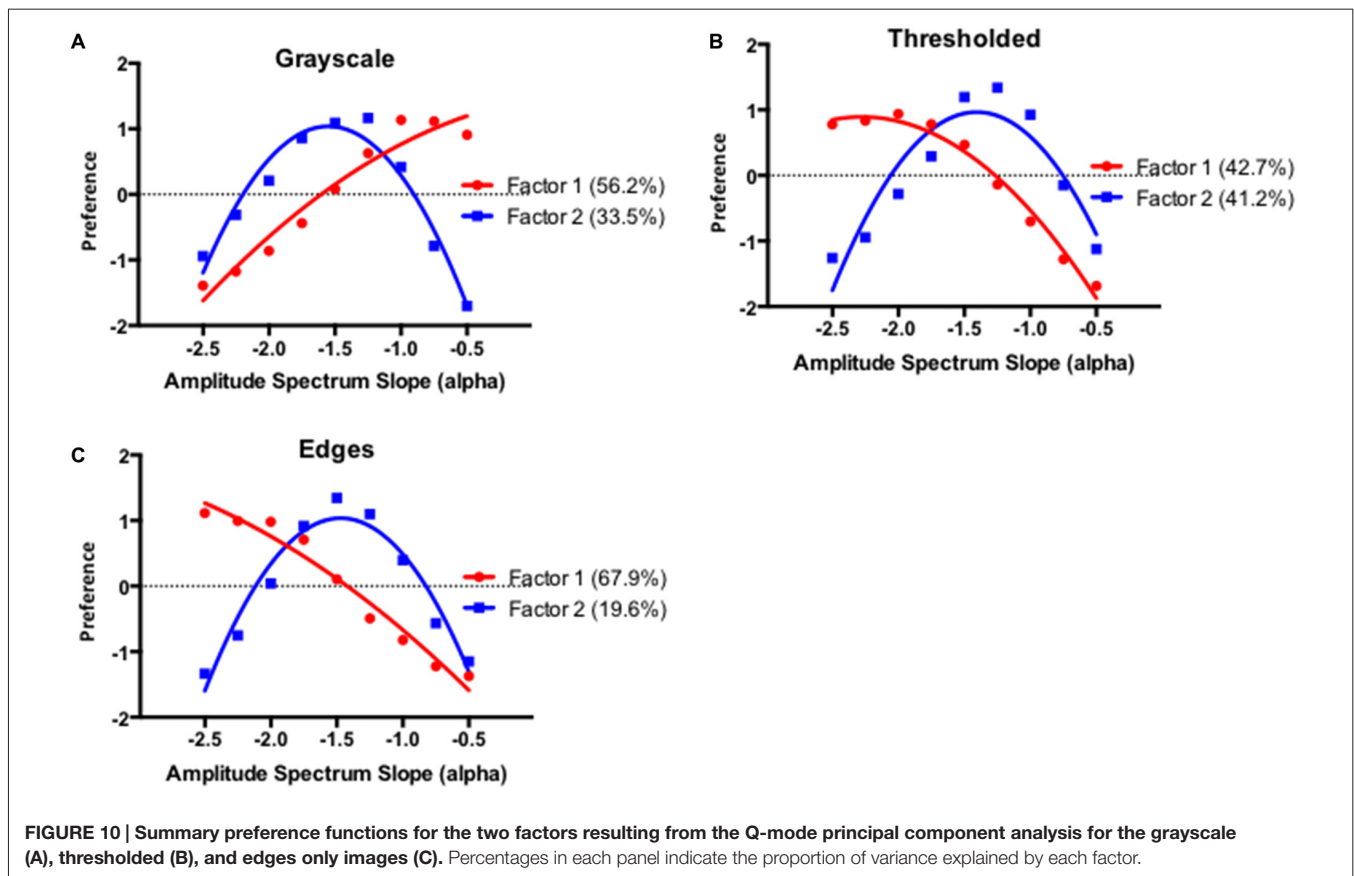 A
Grayscale
2
1
0
-1
-2
Preference
Factor 1 (56.2%)
Factor 2 (33.5%)
-2.5 -2.0 -1.5 -1.0 -0.5
Amplitude Spectrum Slope (alpha)
B
Thresholded
2
1
0
-1
-2
Preference
Factor 1 (42.7%)
Factor 2 (41.2%)
-2.5 -2.0 -1.5 -1.0 -0.5
Amplitude Spectrum Slope (alpha)
C
Edges
2
1
0
-1
-2
Preference
Factor 1 (67.9%)
Factor 2 (19.6%)
-2.5 -2.0 -1.5 -1.0 -0.5
Amplitude Spectrum Slope (alpha)
FIGURE 10 | Summary preference functions for the two factors resulting from the Q-mode principal component analysis for the grayscale
(A), thresholded (B), and edges only images (C). Percentages in each panel indicate the proportion of variance explained by each factor.